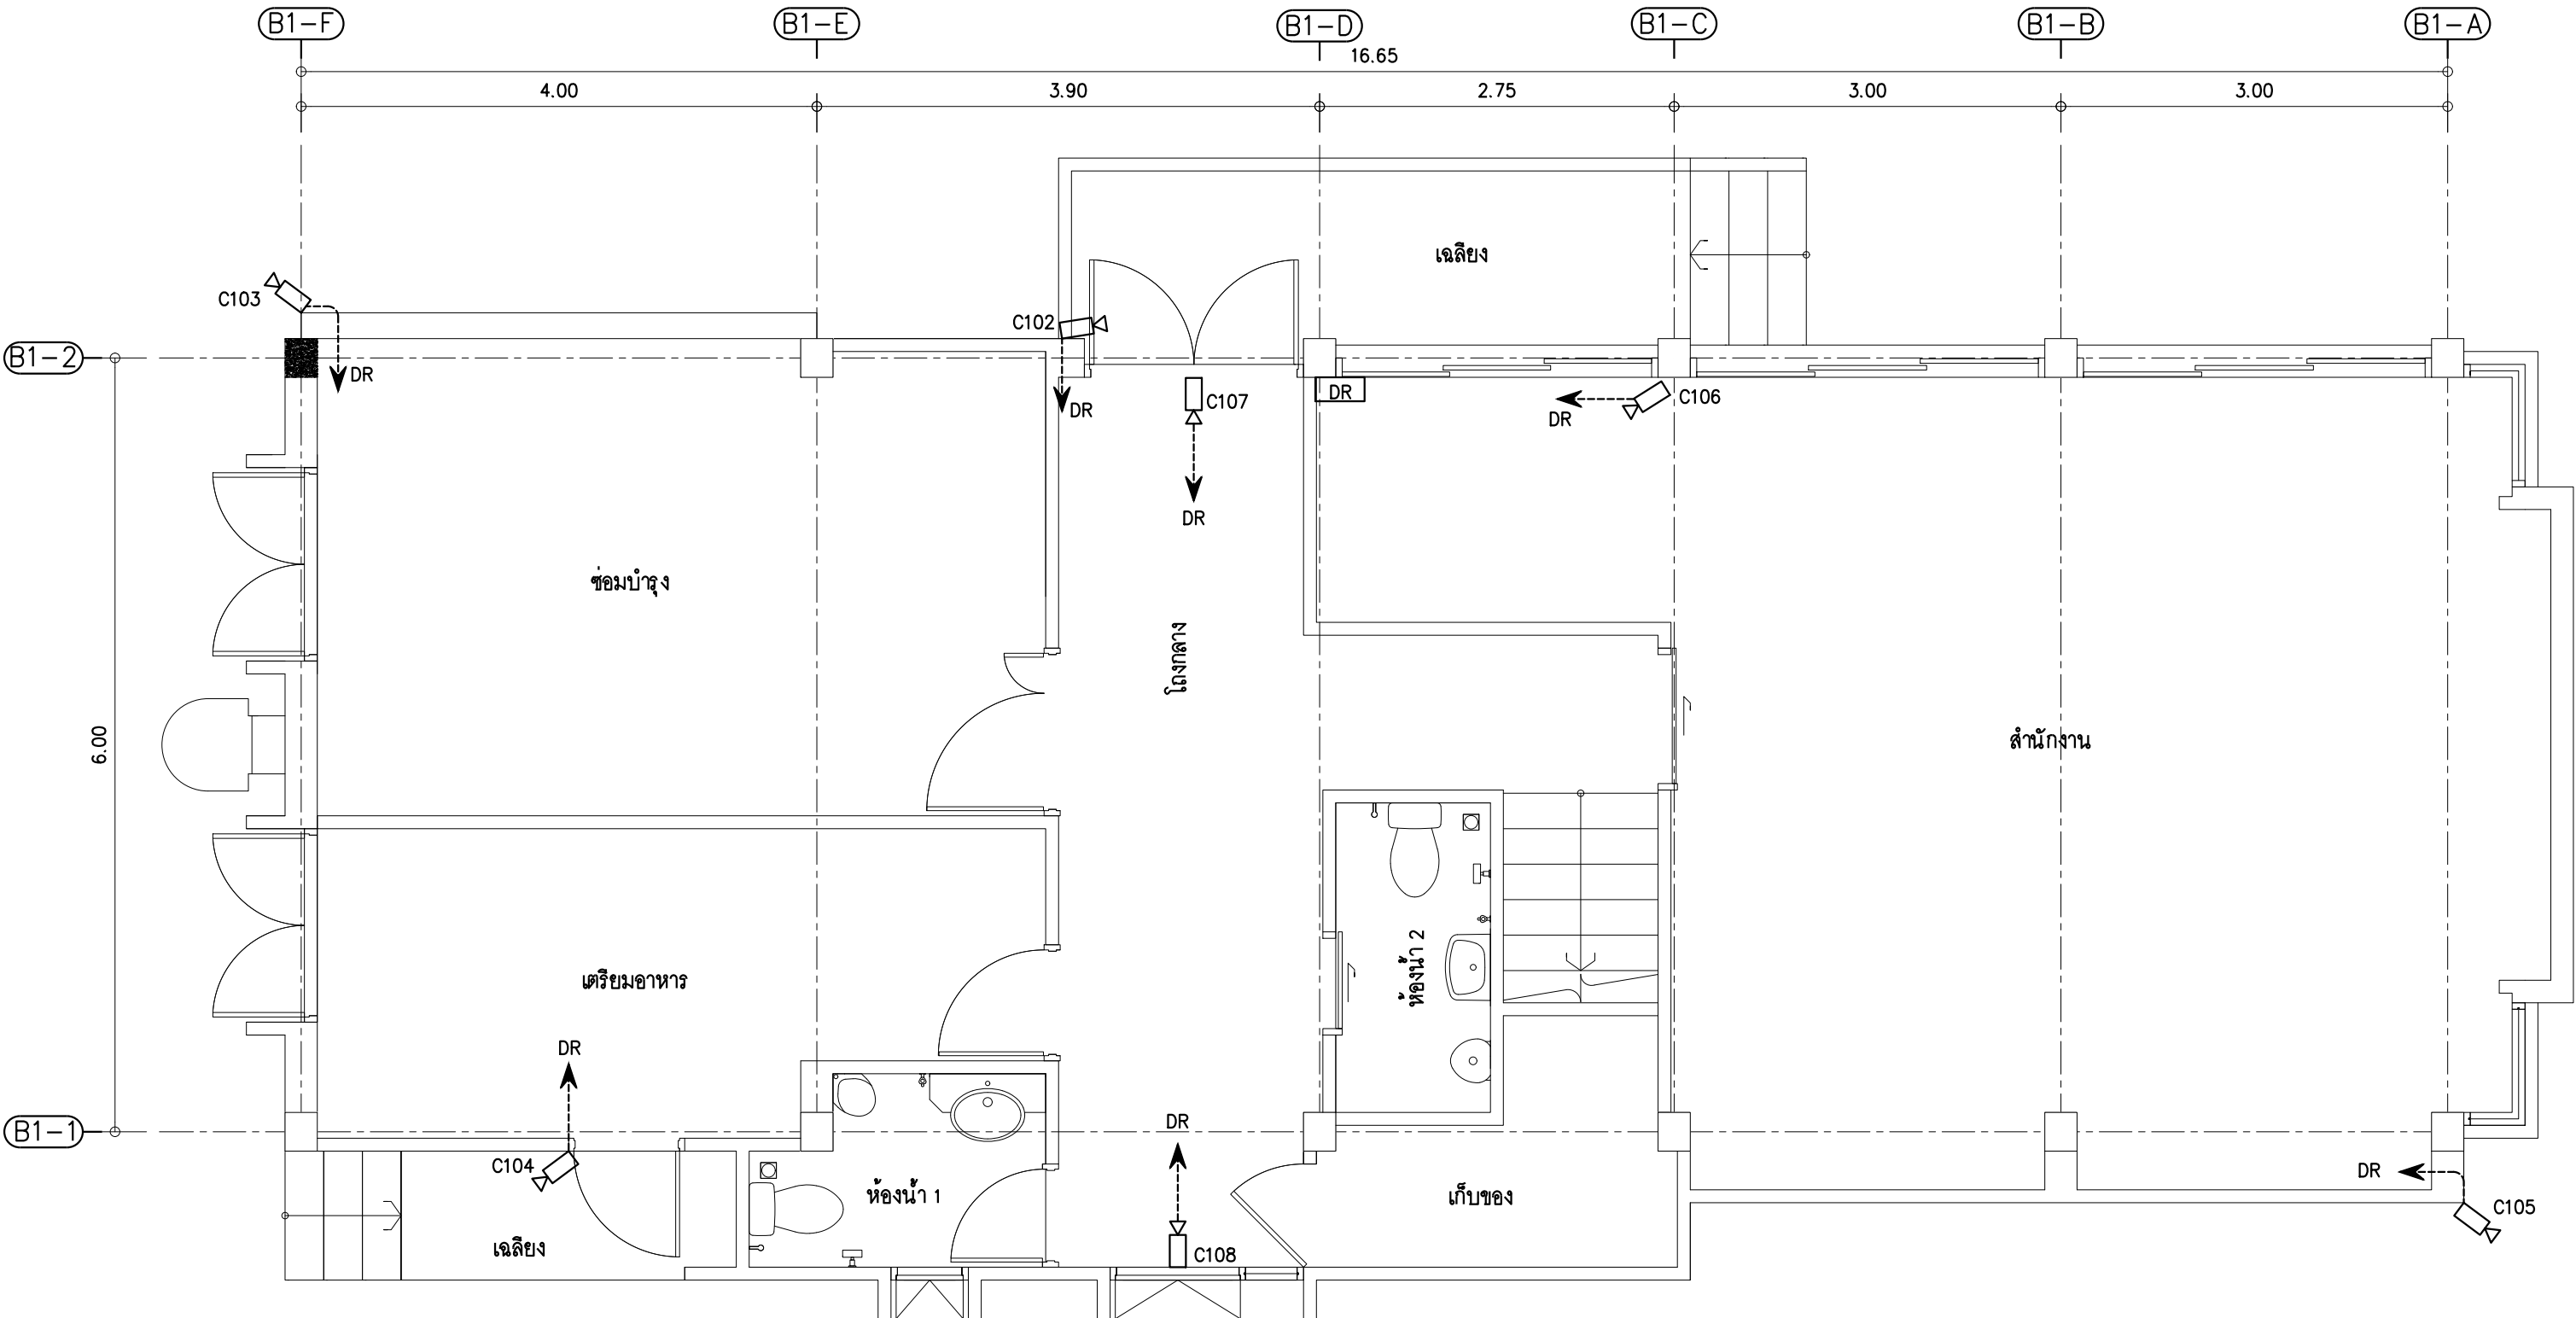 B1-F
B1-E
B1-D
B1-C
B1-B
B1-A
16.65
4.00
3.90
2.75
3.00
3.00
เฉลียง
C103
C102
B1-2
DR
DR
C107
DR
DR
C106
DR
ซ่อมบำรุง
โถงกลาง
6.00
สำนักงาน
ห้องน้ำ 2
เตรียมอาหาร
DR
B1-1
DR
C104
ห้องน้ำ 1
เก็บของ
DR
C105
เฉลียง
C108